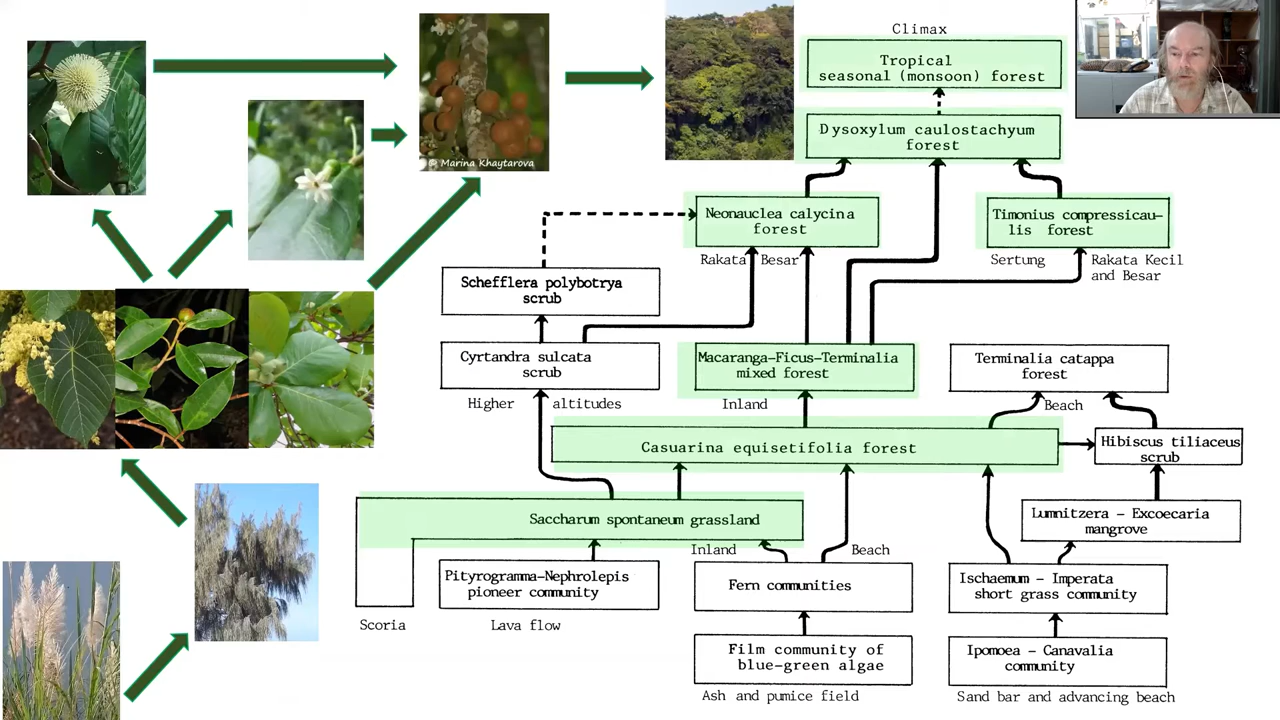 Climax
Tropical
seasonal (monsoon) forest
Dysoxylum caulostachyum
forest
© Marina Khaytarova
Neonauclea calycina
forest
Timonius compressicau-
lis forest
Rakata Besar
Sertung
Rakata Kecil
and Besar
Schefflera polybotrya
scrub
Cyrtandra sulcata
scrub
Macaranga-Ficus-Terminalia
mixed forest
Terminalia catappa
forest
Higher altitudes
Inland
Beach
Casuarina equisetifolia forest
Hibiscus tiliaceus
scrub
Saccharum spontaneum grassland
Lumnitzera - Excoecaria
mangrove
Inland
Beach
Pityrogramma-Nephrolepis
pioneer community
Fern communities
Ischaemum - Imperata
short grass community
Scoria
Lava flow
Film community of
blue-green algae
Ipomoea - Canavalia
community
Ash and pumice field
Sand bar and advancing beach